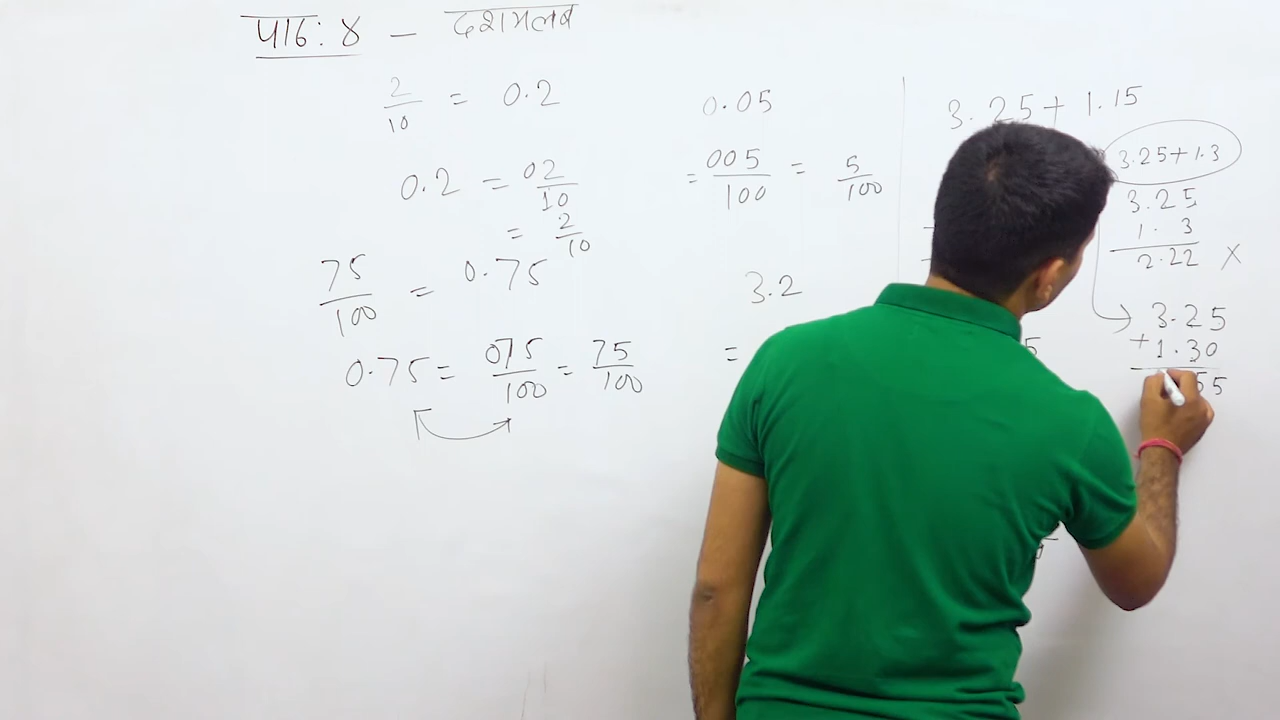 पाठ: ४ – दशमलव
2/10 = 0.2
0.2 = 02/10
= 2/10
75/100 = 0.75
0.75 = 075/100 = 75/100
0.05
= 005/100 = 5/100
3.2
=
3.25 + 1.15
3.25+1.3
3.25
1. 3
2.22 X
3.25
+ 1.30
55